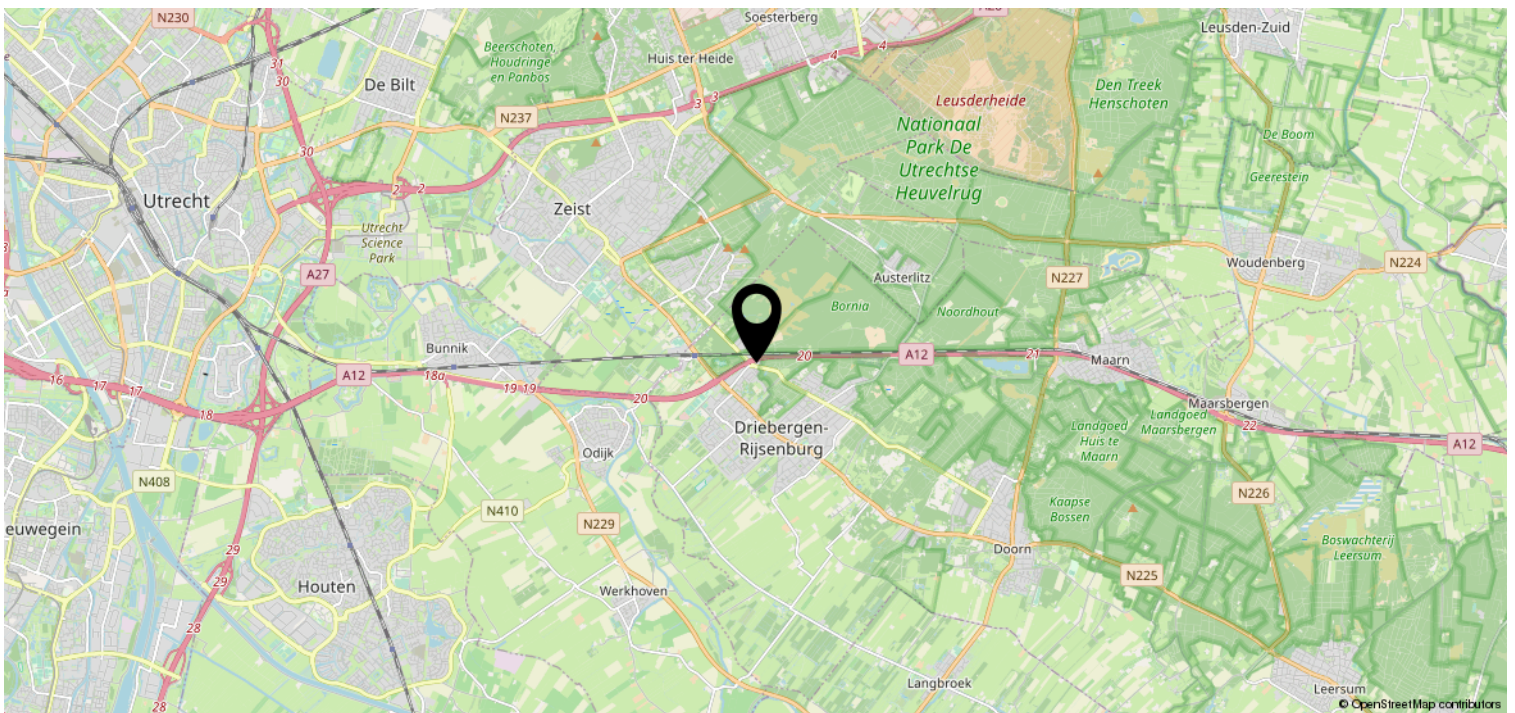 N230
Soesterberg
A28
Leusden-Zuid
Beerschoten,
Houdringe
en Panbos
Huis ter Heide
4
4
31
30
De Bilt
3
3
Leusderheide
Den Treek
Henschoten
N237
Nationaal
Park De
Utrechtse
Heuvelrug
De Boom
30
Geerestein
2
2
Utrecht
Zeist
Utrecht
Science
Park
A27
Austerlitz
N227
Woudenberg
N224
Bornia
Noordhout
Bunnik
20
A12
21
Maarn
16
17
17
A12
18a
19
19
20
18
Maarsbergen
Landgoed
Maarsbergen
22
A12
Driebergen-
Rijsenburg
Landgoed
Huis te
Maarn
Odijk
N408
N410
N229
N226
Kaapse
Bossen
euwegein
29
29
Doorn
Boswachterij
Leersum
Houten
N225
Werkhoven
28
28
Langbroek
Leersum
© OpenStreetMap contributors